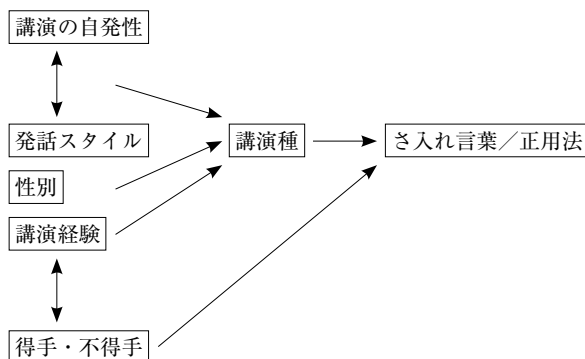 講演の自発性
発話スタイル
講演種
さ入れ言葉／正用法
性別
講演経験
得手・不得手